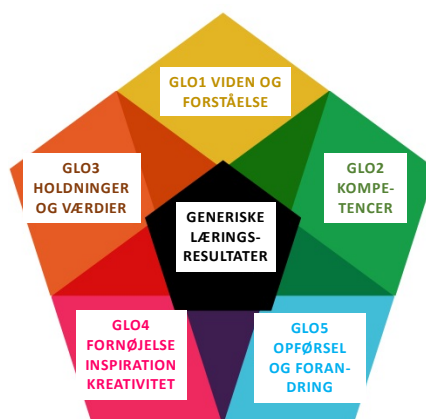 GLO1 VIDEN OG
FORSTÅELSE
GLO3
HOLDNINGER
OG VÆRDIER
GLO2
KOMPE-
TENCER
GENERISKE
LÆRINGS-
RESULTATER
GLO4
FORNØJELSE
INSPIRATION
KREATIVITET
GLO5
OPFØRSEL
OG FORAN-
DRING